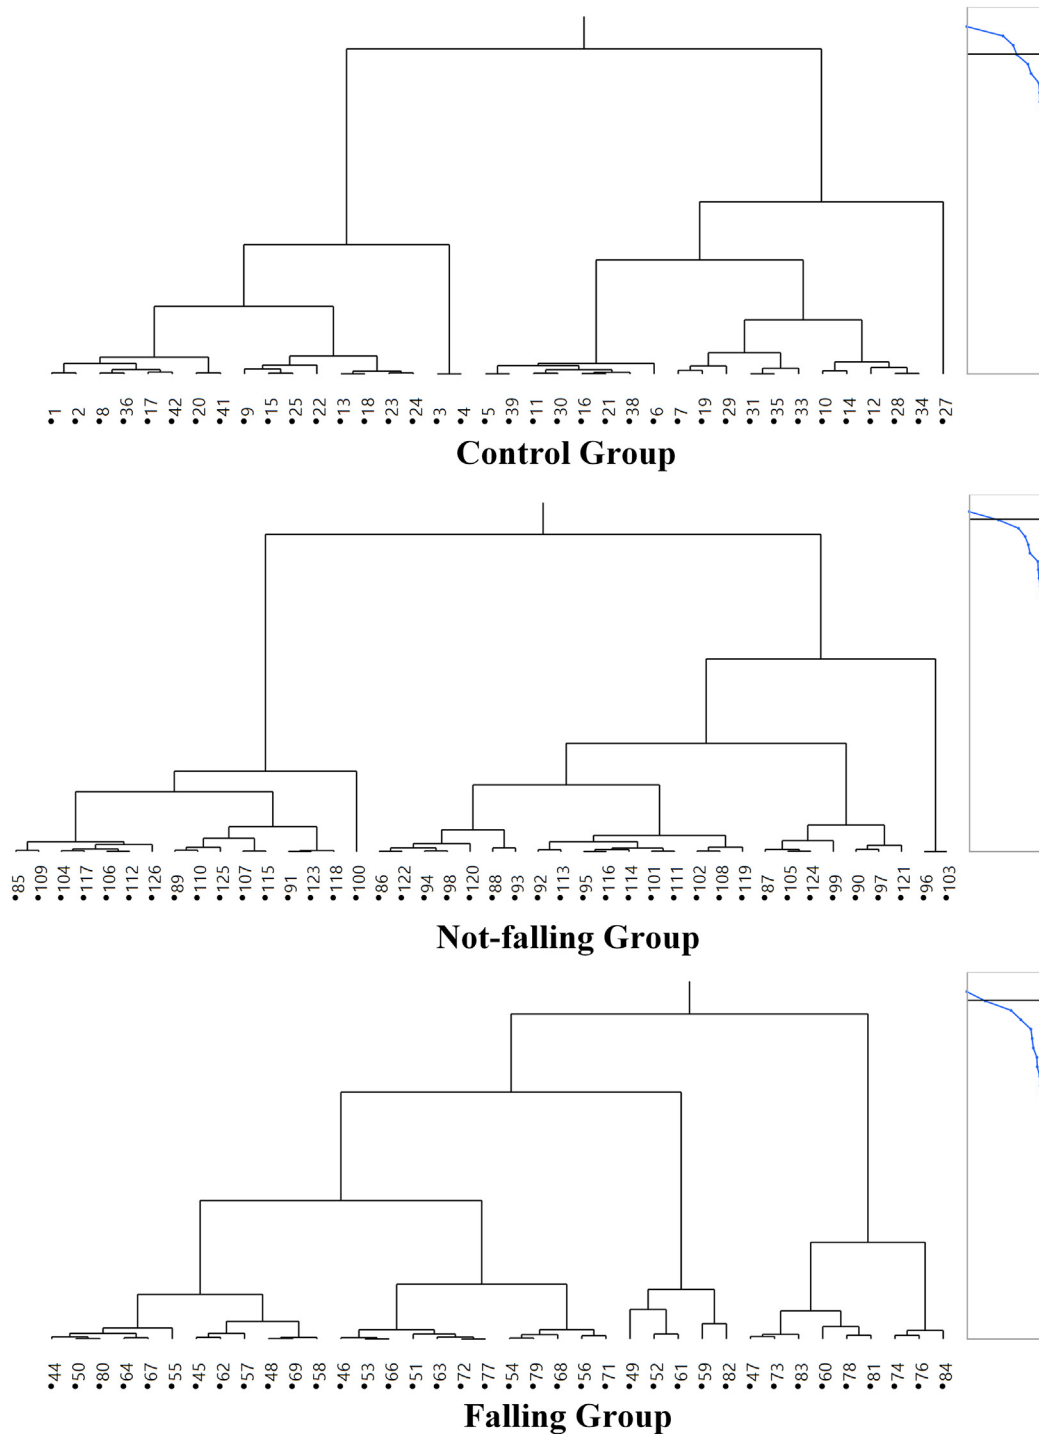 •1 •2 •8 •36 •17 •42 •20 •41 •9 •15 •25 •22 •13 •18 •23 •24 •3 •4 •5 •39 •11 •30 •16 •21 •38 •6 •7 •19 •29 •31 •35 •33 •10 •14 •12 •28 •34 •27
Control Group
•85 •109 •104 •117 •106 •112 •126 •89 •110 •125 •107 •115 •91 •123 •118 •100 •86 •122 •94 •98 •120 •88 •93 •92 •113 •95 •116 •114 •101 •111 •102 •108 •119 •87 •105 •124 •99 •90 •97 •121 •96 •103
Not-falling Group
•44 •50 •80 •64 •67 •55 •45 •62 •57 •48 •69 •58 •46 •53 •66 •51 •63 •72 •77 •54 •79 •68 •56 •71 •49 •52 •61 •59 •82 •47 •73 •83 •60 •78 •81 •74 •76 •84
Falling Group